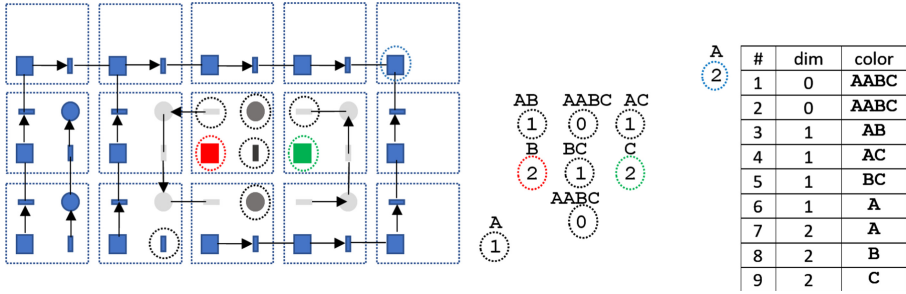 A
2
AB AABC AC
1 0 1
B BC C
2 1 2
AABC
0
A
1
# dim color
1 0 AABC
2 0 AABC
3 1 AB
4 1 AC
5 1 BC
6 1 A
7 2 A
8 2 B
9 2 C